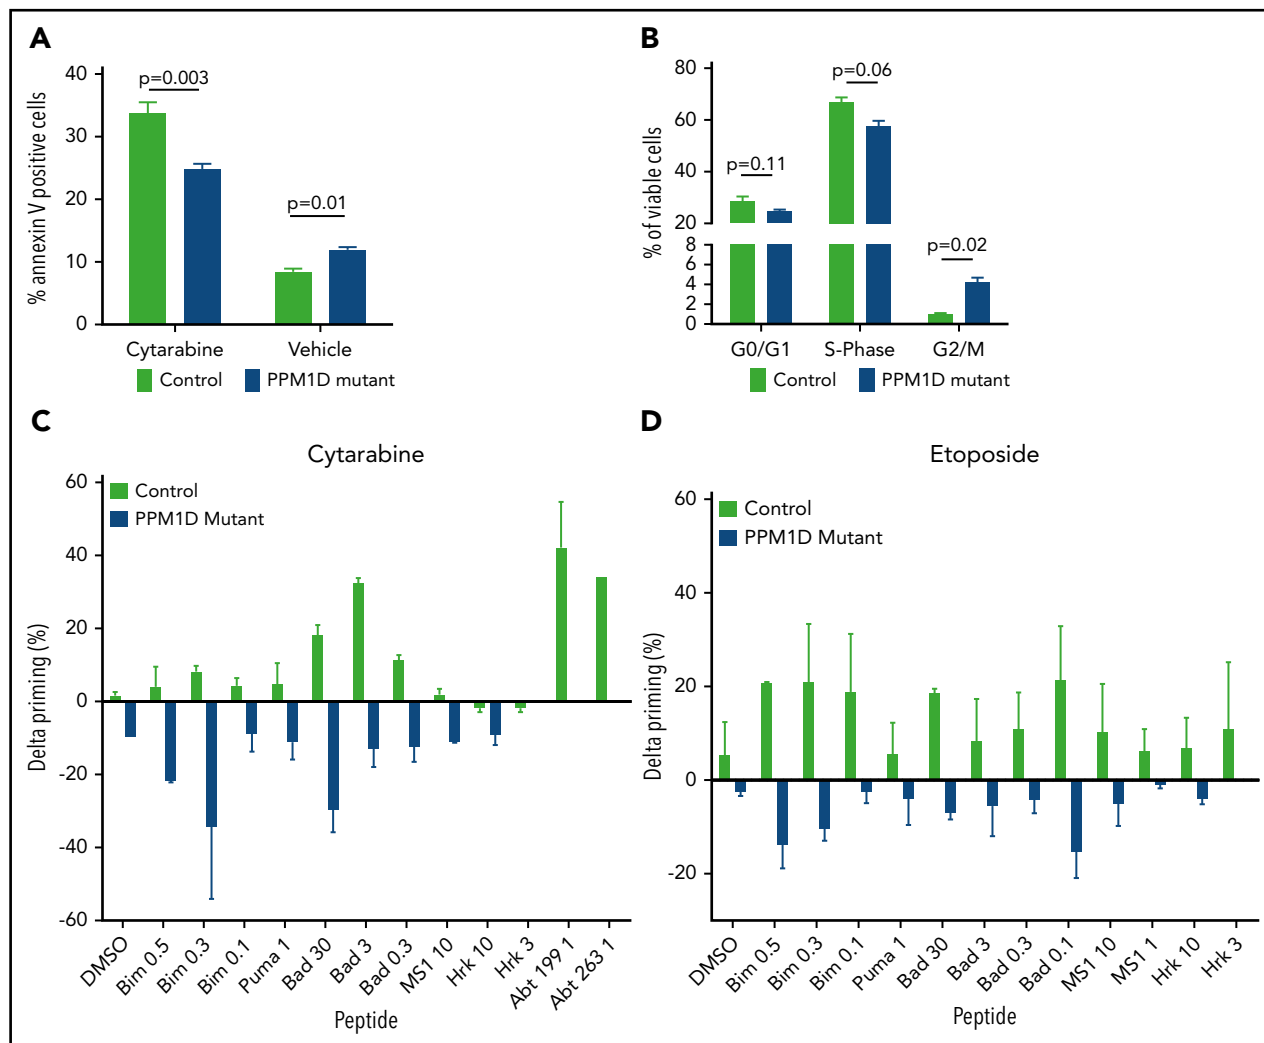 A
% annexin V positive cells
40
30
20
10
0
p=0.003
p=0.01
Cytarabine Vehicle
Control PPM1D mutant
B
% of viable cells
80
60
40
20
8
6
4
2
0
p=0.11
p=0.06
p=0.02
G0/G1 S-Phase G2/M
Control PPM1D mutant
C
Cytarabine
Control
PPM1D Mutant
Delta priming (%)
60
40
20
0
-20
-40
-60
DMSO
Bim 0.5
Bim 0.3
Bim 0.1
Puma 1
Bad 30
Bad 3
Bad 0.3
MS1 10
Hrk 10
Hrk 3
Abt 199 1
Abt 263 1
Peptide
D
Etoposide
Control
PPM1D Mutant
Delta priming (%)
60
40
20
0
-20
DMSO
Bim 0.5
Bim 0.3
Bim 0.1
Puma 1
Bad 30
Bad 3
Bad 0.3
Bad 0.1
MS1 10
MS1 1
Hrk 10
Hrk 3
Peptide